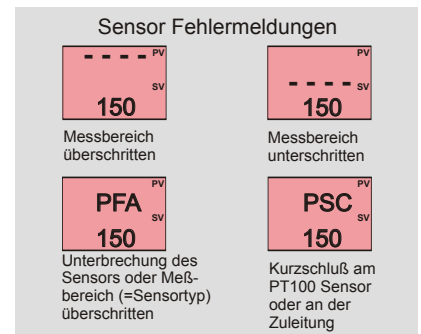 Sensor Fehlermeldungen
- - - - PV
SV
150
Messbereich
überschritten
PV
- - - - SV
150
Messbereich
unterschritten
PV
PFA
SV
150
Unterbrechung des
Sensors oder Meß-
bereich (=Sensortyp)
überschritten
PV
PSC
SV
150
Kurzschluß am
PT100 Sensor
oder an der
Zuleitung